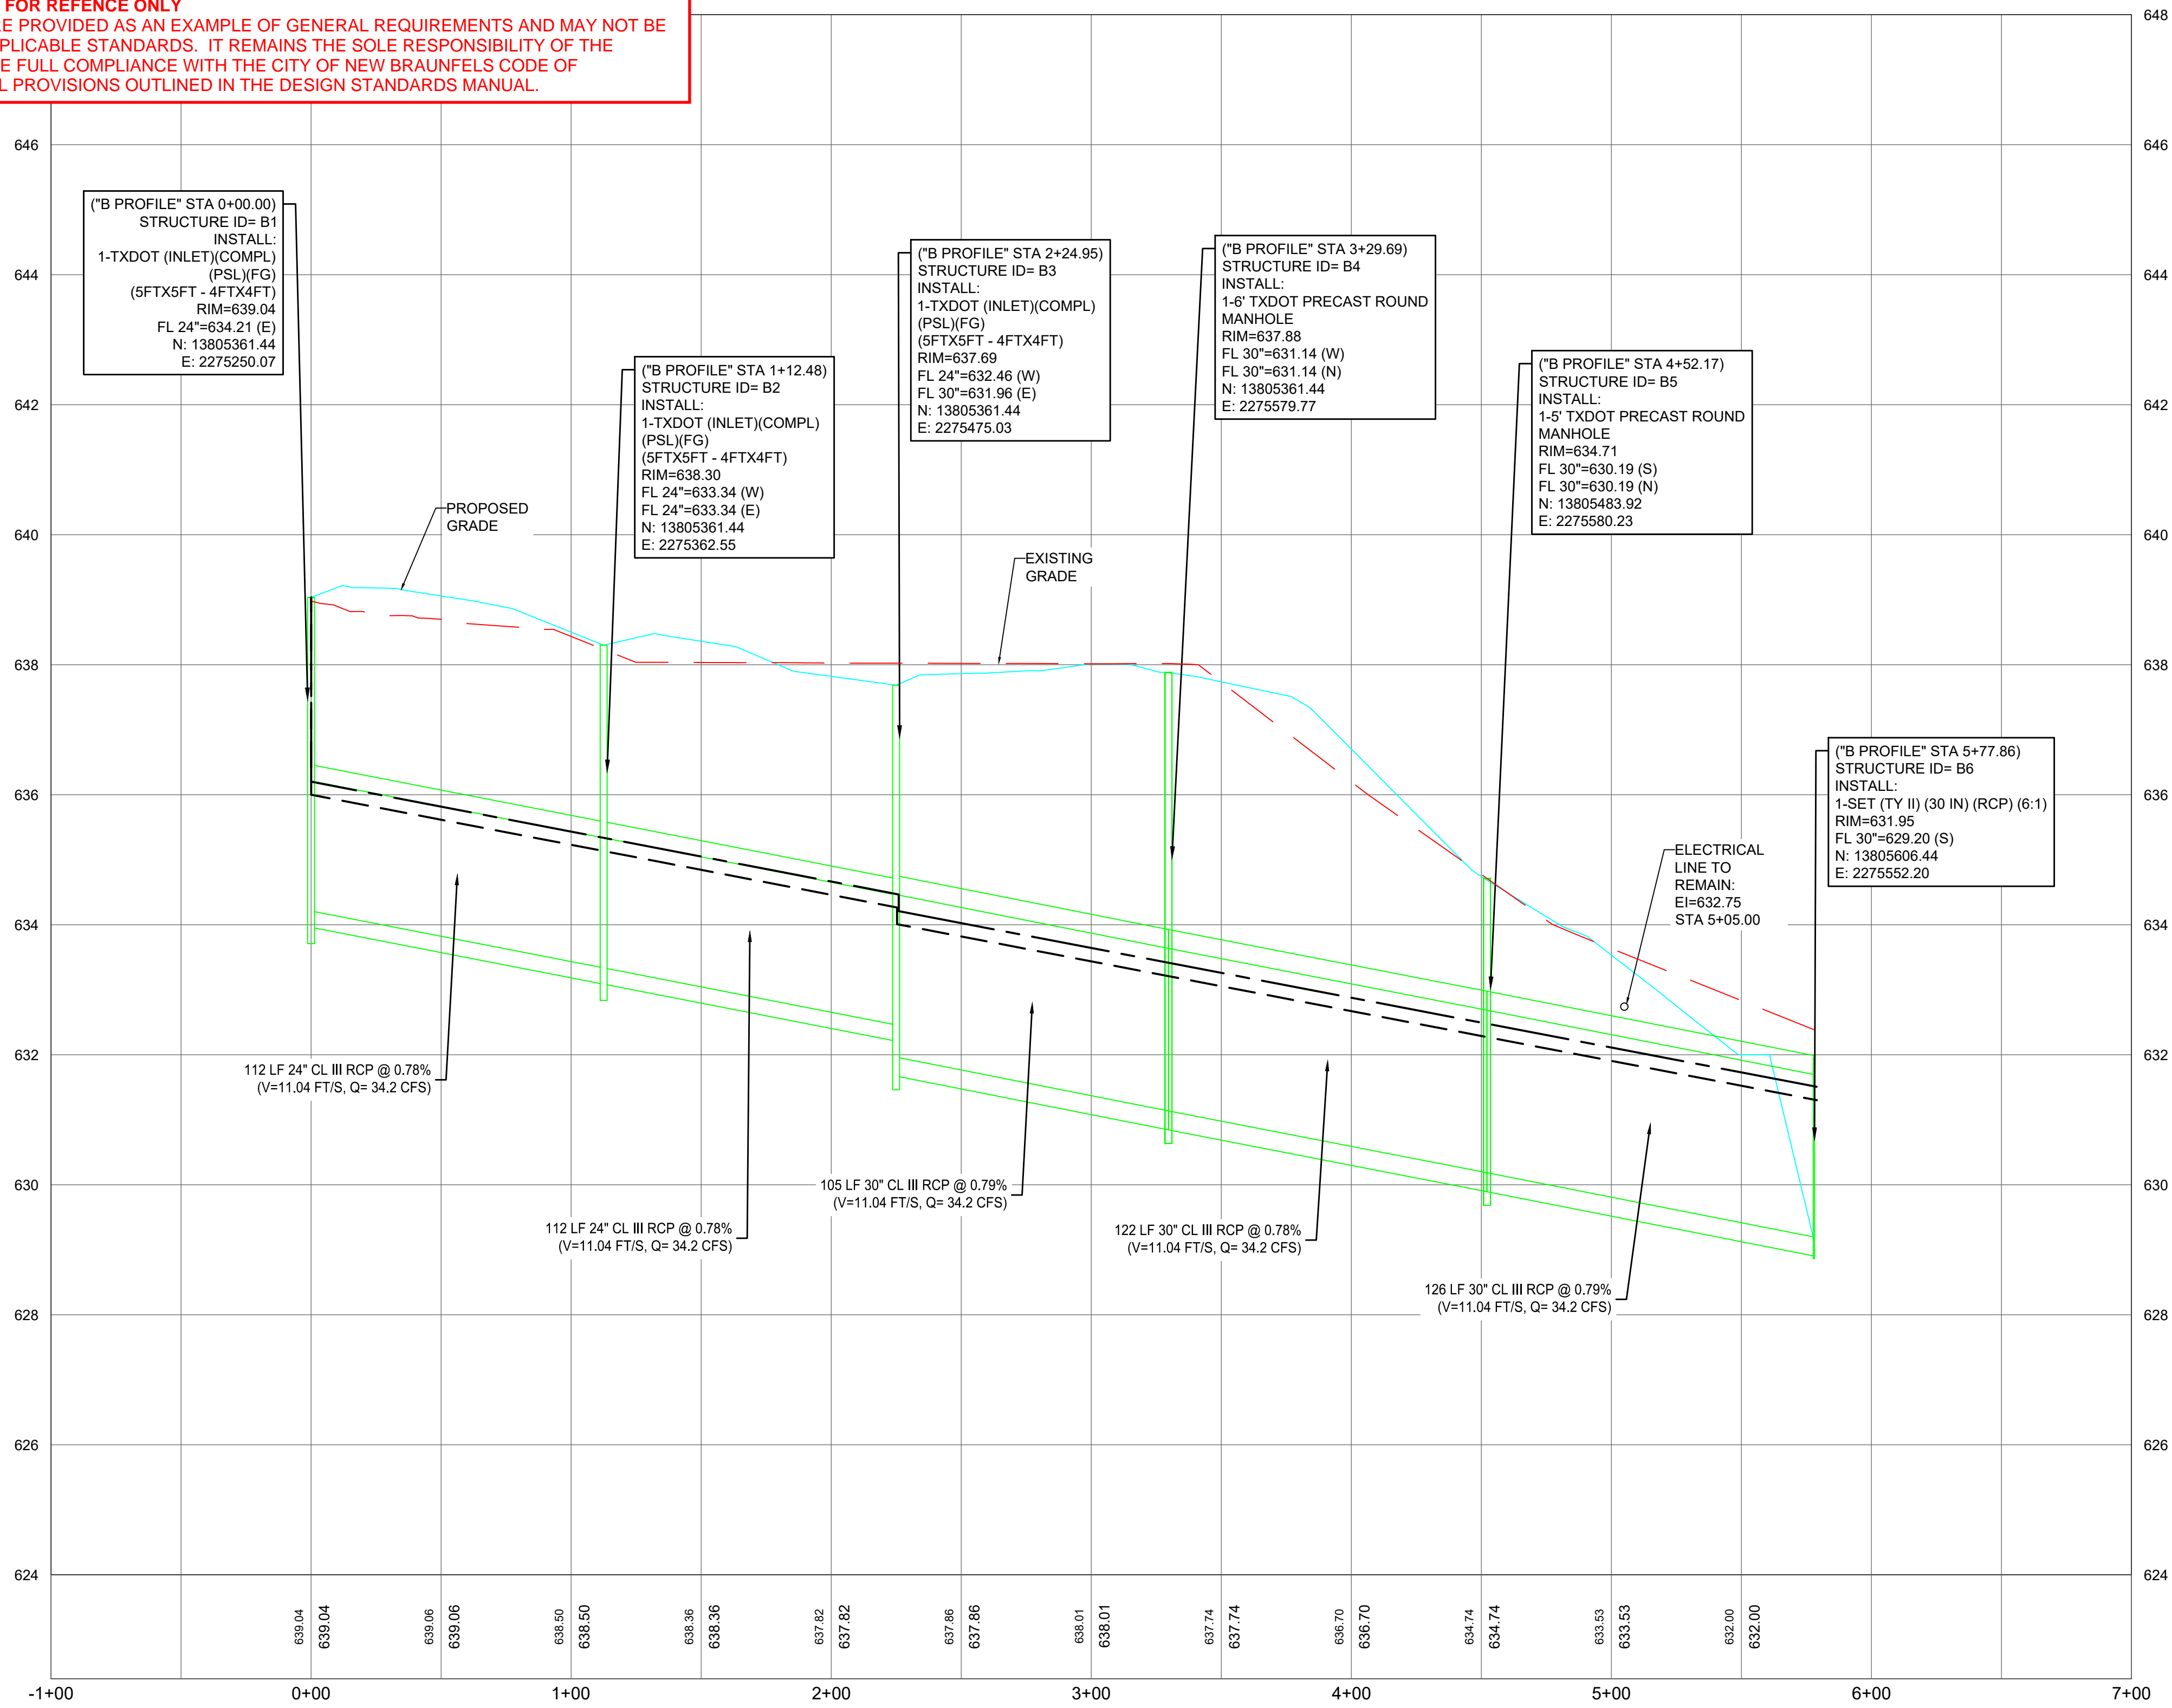 FOR REFENCE ONLY
RE PROVIDED AS AN EXAMPLE OF GENERAL REQUIREMENTS AND MAY NOT BE
PLICABLE STANDARDS. IT REMAINS THE SOLE RESPONSIBILITY OF THE
E FULL COMPLIANCE WITH THE CITY OF NEW BRAUNFELS CODE OF
L PROVISIONS OUTLINED IN THE DESIGN STANDARDS MANUAL.
648
646
646
644
644
642
642
640
640
638
638
636
636
634
634
632
632
630
630
628
628
626
626
624
624
("B PROFILE" STA 0+00.00)
STRUCTURE ID= B1
INSTALL:
1-TXDOT (INLET)(COMPL)
(PSL)(FG)
(5FTX5FT - 4FTX4FT)
RIM=639.04
FL 24"=634.21 (E)
N: 13805361.44
E: 2275250.07
("B PROFILE" STA 1+12.48)
STRUCTURE ID= B2
INSTALL:
1-TXDOT (INLET)(COMPL)
(PSL)(FG)
(5FTX5FT - 4FTX4FT)
RIM=638.30
FL 24"=633.34 (W)
FL 24"=633.34 (E)
N: 13805361.44
E: 2275362.55
("B PROFILE" STA 2+24.95)
STRUCTURE ID= B3
INSTALL:
1-TXDOT (INLET)(COMPL)
(PSL)(FG)
(5FTX5FT - 4FTX4FT)
RIM=637.69
FL 24"=632.46 (W)
FL 30"=631.96 (E)
N: 13805361.44
E: 2275475.03
("B PROFILE" STA 3+29.69)
STRUCTURE ID= B4
INSTALL:
1-6' TXDOT PRECAST ROUND
MANHOLE
RIM=637.88
FL 30"=631.14 (W)
FL 30"=631.14 (N)
N: 13805361.44
E: 2275579.77
("B PROFILE" STA 4+52.17)
STRUCTURE ID= B5
INSTALL:
1-5' TXDOT PRECAST ROUND
MANHOLE
RIM=634.71
FL 30"=630.19 (S)
FL 30"=630.19 (N)
N: 13805483.92
E: 2275580.23
("B PROFILE" STA 5+77.86)
STRUCTURE ID= B6
INSTALL:
1-SET (TY II) (30 IN) (RCP) (6:1)
RIM=631.95
FL 30"=629.20 (S)
N: 13805606.44
E: 2275552.20
PROPOSED
GRADE
EXISTING
GRADE
ELECTRICAL
LINE TO
REMAIN:
EI=632.75
STA 5+05.00
112 LF 24" CL III RCP @ 0.78%
(V=11.04 FT/S, Q= 34.2 CFS)
112 LF 24" CL III RCP @ 0.78%
(V=11.04 FT/S, Q= 34.2 CFS)
105 LF 30" CL III RCP @ 0.79%
(V=11.04 FT/S, Q= 34.2 CFS)
122 LF 30" CL III RCP @ 0.78%
(V=11.04 FT/S, Q= 34.2 CFS)
126 LF 30" CL III RCP @ 0.79%
(V=11.04 FT/S, Q= 34.2 CFS)
639.04
639.04
639.06
639.06
638.50
638.50
638.36
638.36
637.82
637.82
637.86
637.86
638.01
638.01
637.74
637.74
636.70
636.70
634.74
634.74
633.53
633.53
632.00
632.00
-1+00
0+00
1+00
2+00
3+00
4+00
5+00
6+00
7+00